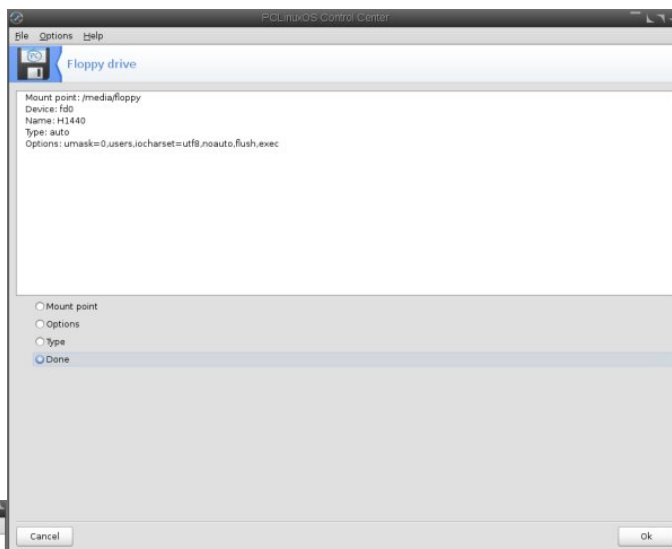 PCLinuxOS Control Center
File Options Help
Floppy drive
Mount point: /media/floppy
Device: fd0
Name: H1440
Type: auto
Options: umask=0,users,iocharset=utf8,noauto,flush,exec
Mount point
Options
Type
Done
Cancel
Ok